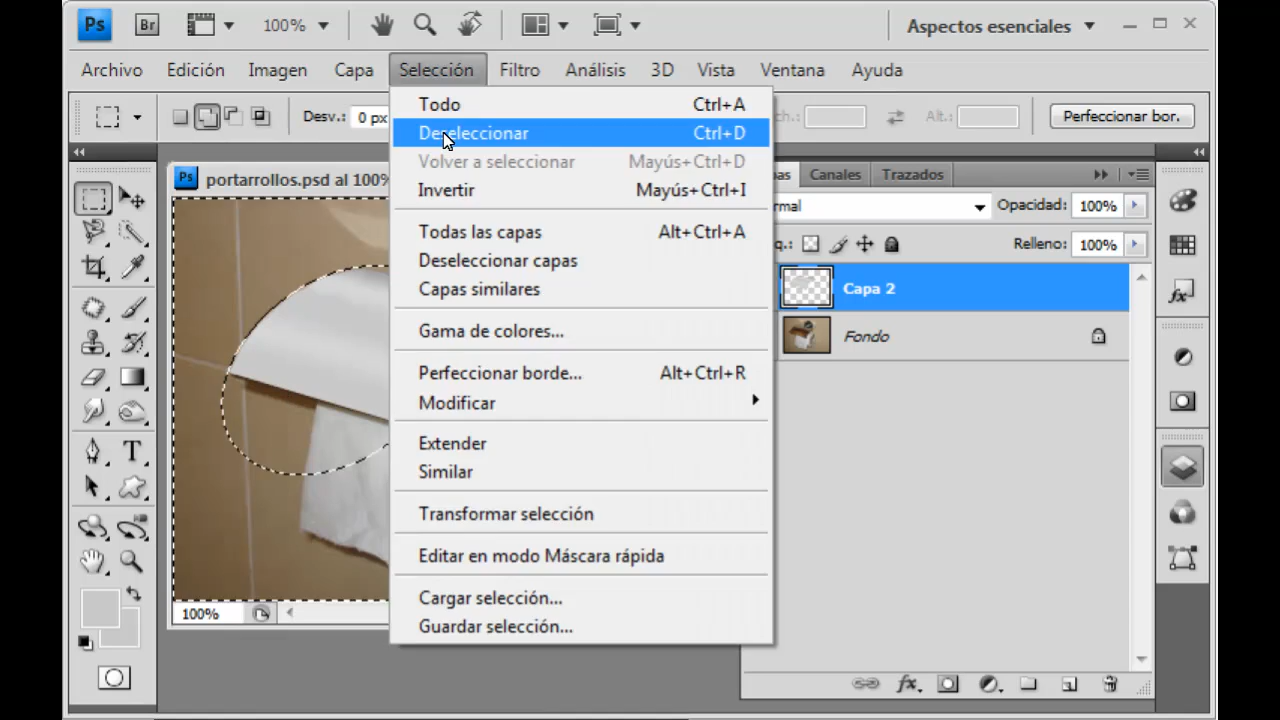 Ps
Br
100%
Aspectos esenciales
Archivo
Edición
Imagen
Capa
Selección
Filtro
Análisis
3D
Vista
Ventana
Ayuda
Desv.: 0 px
Alt.:
Perfeccionar bor.
Todo Ctrl+A
Deseleccionar Ctrl+D
Volver a seleccionar Mayús+Ctrl+D
Invertir Mayús+Ctrl+I
Todas las capas Alt+Ctrl+A
Deseleccionar capas
Capas similares
Gama de colores...
Perfeccionar borde... Alt+Ctrl+R
Modificar
Extender
Similar
Transformar selección
Editar en modo Máscara rápida
Cargar selección...
Guardar selección...
Ps
portarrollos.psd al 100%
100%
Canales
Trazados
Opacidad: 100%
Relleno: 100%
Capa 2
Fondo